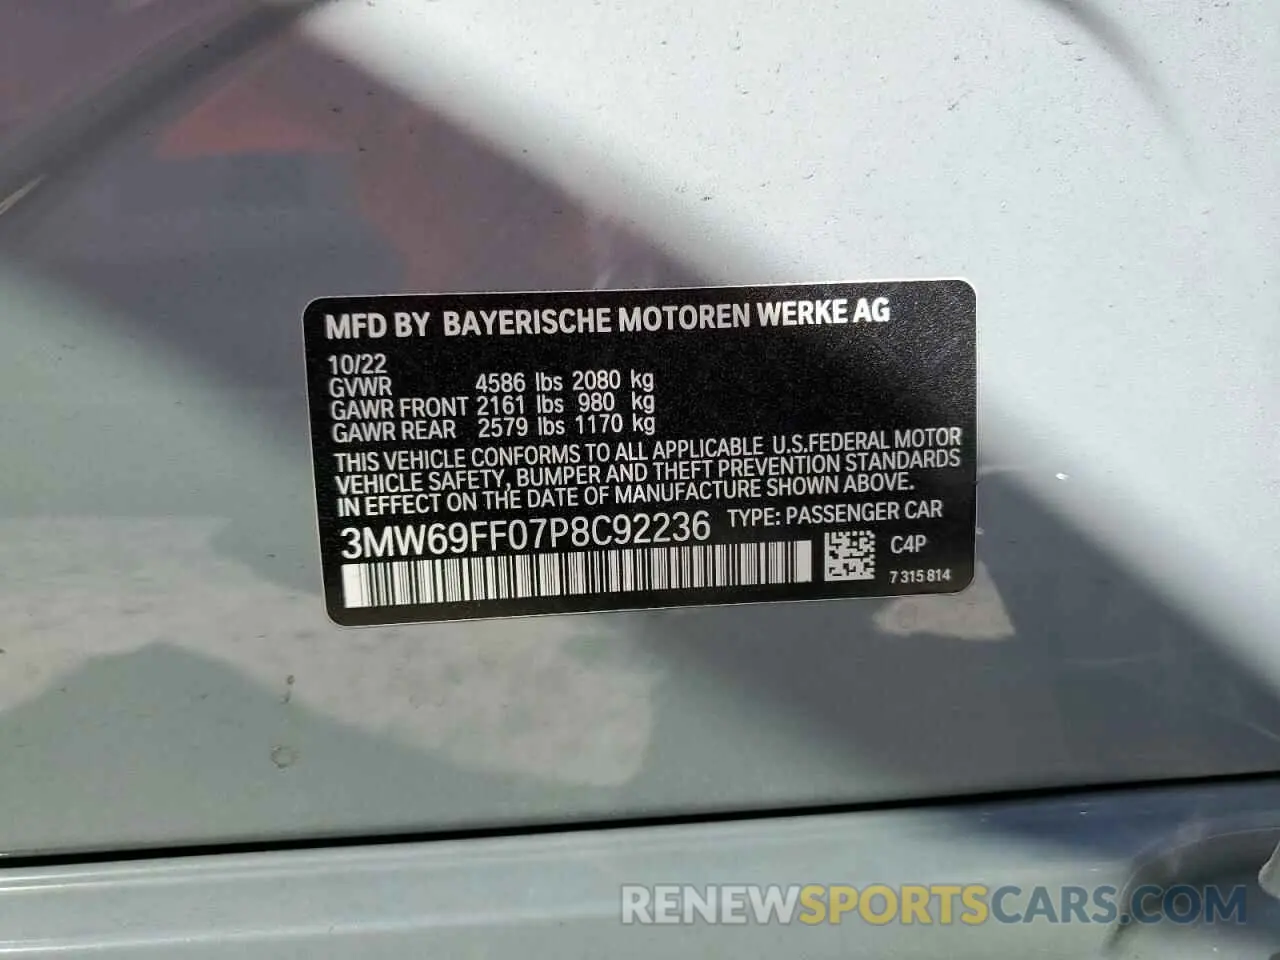 MFD BY BAYERISCHE MOTOREN WERKE AG
10/22
GVWR 4586 lbs 2080 kg
GAWR FRONT 2161 lbs 980 kg
GAWR REAR 2579 lbs 1170 kg
THIS VEHICLE CONFORMS TO ALL APPLICABLE U.S.FEDERAL MOTOR
VEHICLE SAFETY, BUMPER AND THEFT PREVENTION STANDARDS
IN EFFECT ON THE DATE OF MANUFACTURE SHOWN ABOVE.
3MW69FF07P8C92236 TYPE: PASSENGER CAR
C4P
7 315 814
RENEWSPORTSCARS.COM